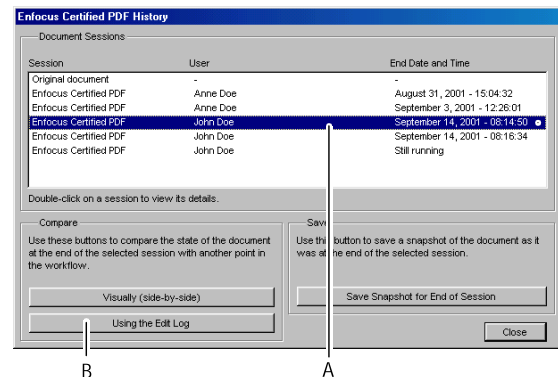 Enfocus Certified PDF History
Document Sessions
Session User End Date and Time
Original document - -
Enfocus Certified PDF Anne Doe August 31, 2001 - 15:04:32
Enfocus Certified PDF Anne Doe September 3, 2001 - 12:26:01
Enfocus Certified PDF John Doe September 14, 2001 - 08:14:50
Enfocus Certified PDF John Doe September 14, 2001 - 08:16:34
Enfocus Certified PDF John Doe Still running
Double-click on a session to view its details.
Compare
Use these buttons to compare the state of the document
at the end of the selected session with another point in
the workflow.
Visually (side-by-side)
Using the Edit Log
Save
Use this button to save a snapshot of the document as it
was at the end of the selected session.
Save Snapshot for End of Session
Close
B A